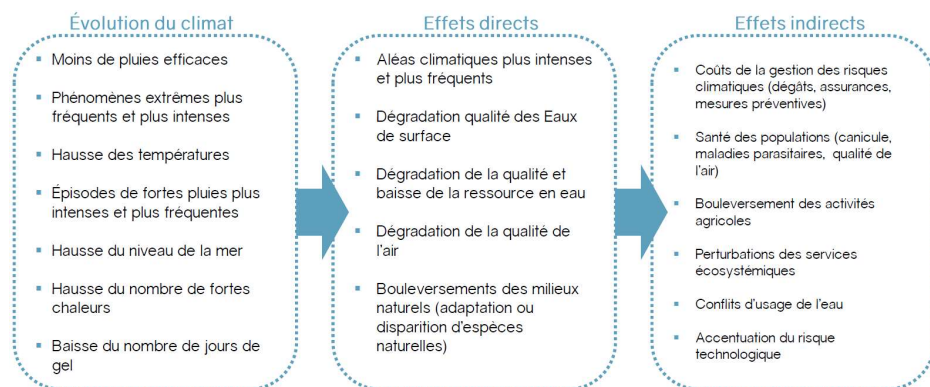 Évolution du climat
▪ Moins de pluies efficaces
▪ Phénomènes extrêmes plus
fréquents et plus intenses
▪ Hausse des températures
▪ Épisodes de fortes pluies plus
intenses et plus fréquentes
▪ Hausse du niveau de la mer
▪ Hausse du nombre de fortes
chaleurs
▪ Baisse du nombre de jours de
gel
Effets directs
▪ Aléas climatiques plus intenses
et plus fréquents
▪ Dégradation qualité des Eaux
de surface
▪ Dégradation de la qualité et
baisse de la ressource en eau
▪ Dégradation de la qualité de
l'air
▪ Bouleversements des milieux
naturels (adaptation ou
disparition d'espèces
naturelles)
Effets indirects
▪ Coûts de la gestion des risques
climatiques (dégâts, assurances,
mesures préventives)
▪ Santé des populations (canicule,
maladies parasitaires, qualité de
l'air)
▪ Bouleversement des activités
agricoles
▪ Perturbations des services
écosystémiques
▪ Conflits d'usage de l'eau
▪ Accentuation du risque
technologique